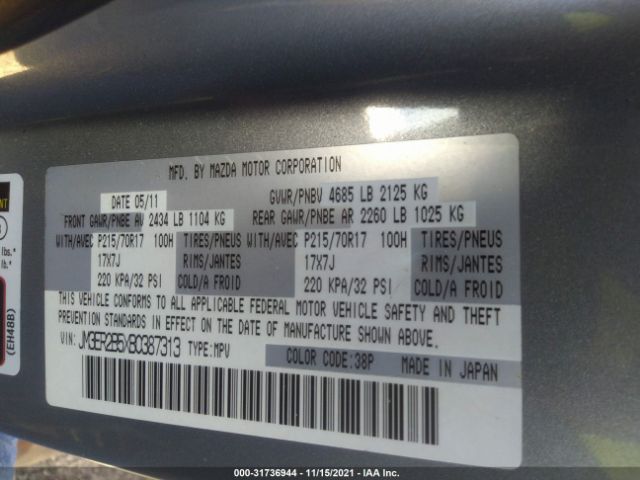 MFD. BY MAZDA MOTOR CORPORATION
DATE 05/11 GVWR/PNBV 4685 LB 2125 KG
FRONT GAWR/PNBE AV 2434 LB 1104 KG REAR GAWR/PNBE AR 2260 LB 1025 KG
WITH/AVEC P215/70R17 100H TIRES/PNEUS WITH/AVEC P215/70R17 100H TIRES/PNEUS
17X7J RIMS/JANTES 17X7J RIMS/JANTES
220 KPA/32 PSI COLD/A FROID 220 KPA/32 PSI COLD/A FROID
THIS VEHICLE CONFORMS TO ALL APPLICABLE FEDERAL MOTOR VEHICLE SAFETY AND THEFT
PREVENTION STANDARDS IN EFFECT ON THE DATE OF MANUFACTURE SHOWN ABOVE.
VIN: JM3ER2B5XB0387313 TYPE:MPV
COLOR CODE:38P MADE IN JAPAN
lbs.*
lb.*
(EH4BB)
000-31736944 - 11/15/2021 - IAA Inc.